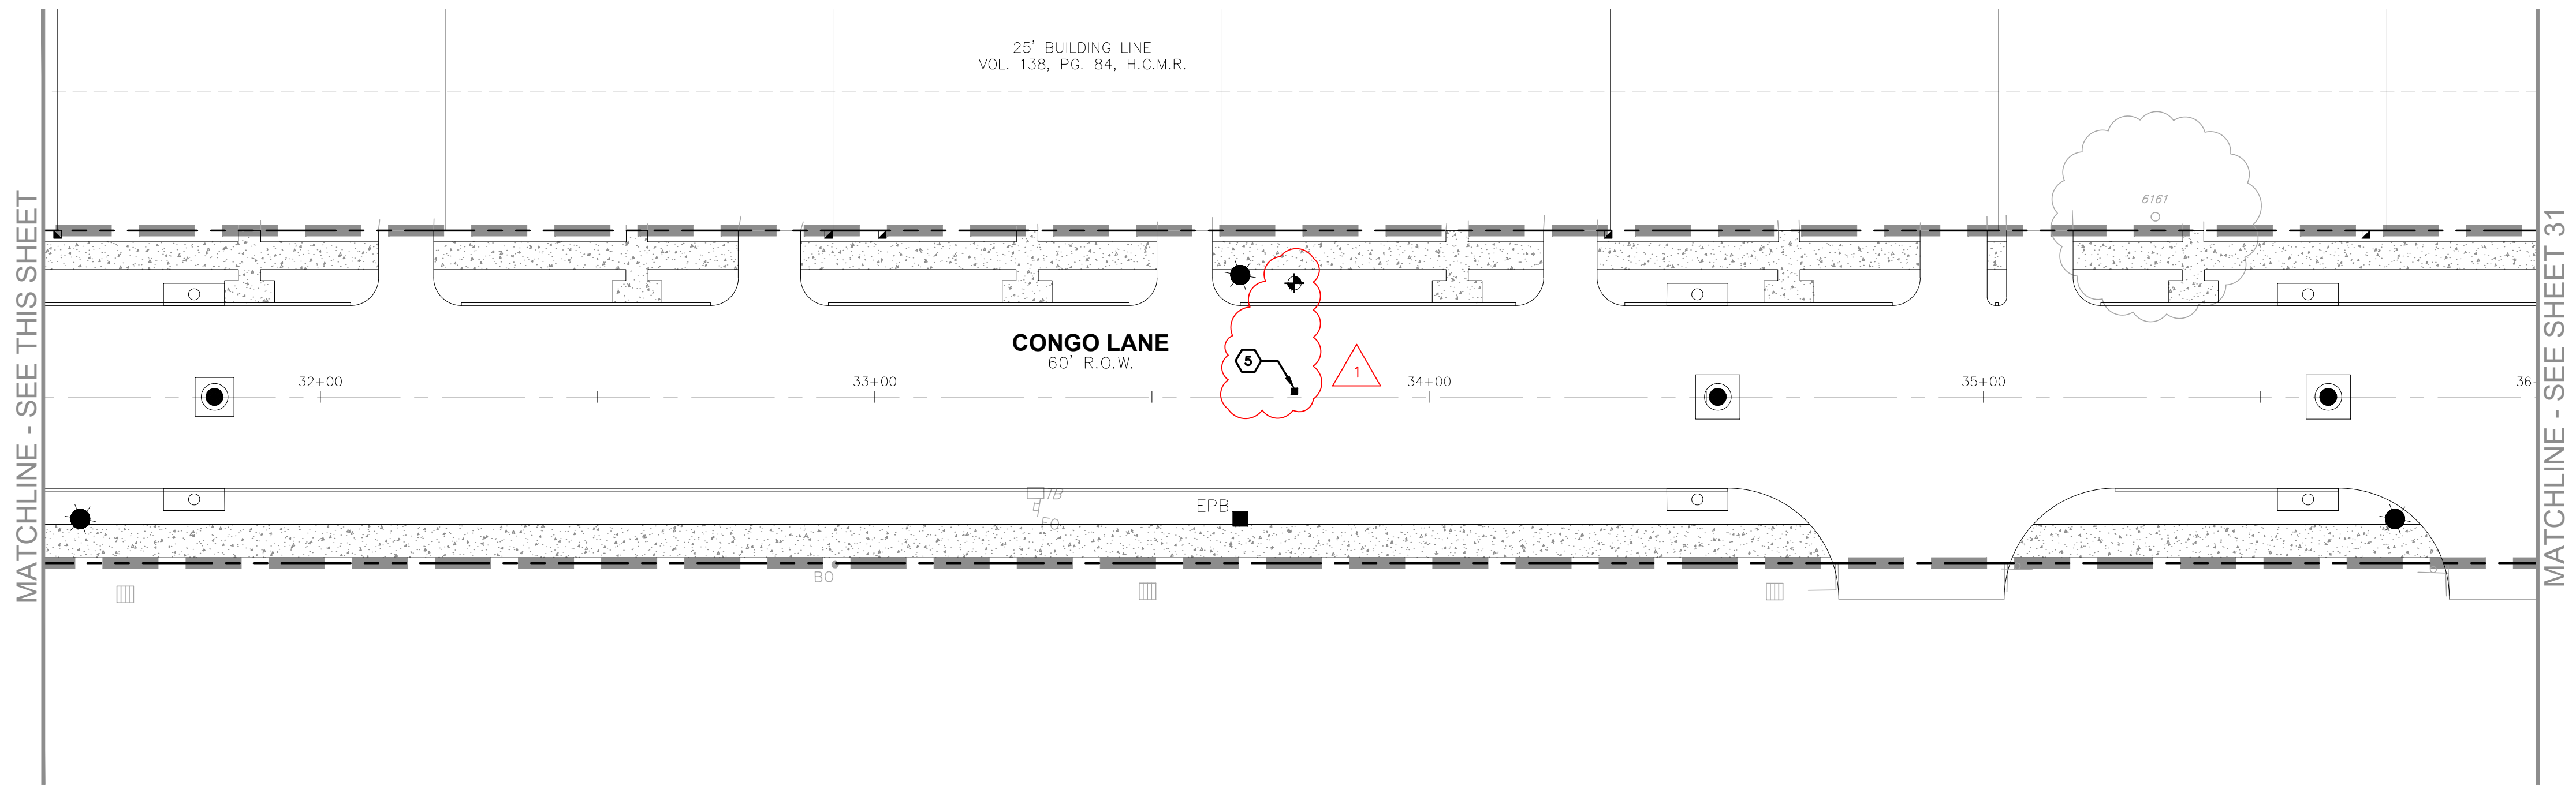 25' BUILDING LINE
VOL. 138, PG. 84, H.C.M.R.
6161
MATCHLINE - SEE THIS SHEET
MATCHLINE - SEE SHEET 31
CONGO LANE
60' R.O.W.
5
1
32+00
33+00
34+00
35+00
36
TB
EPB
FO
BO